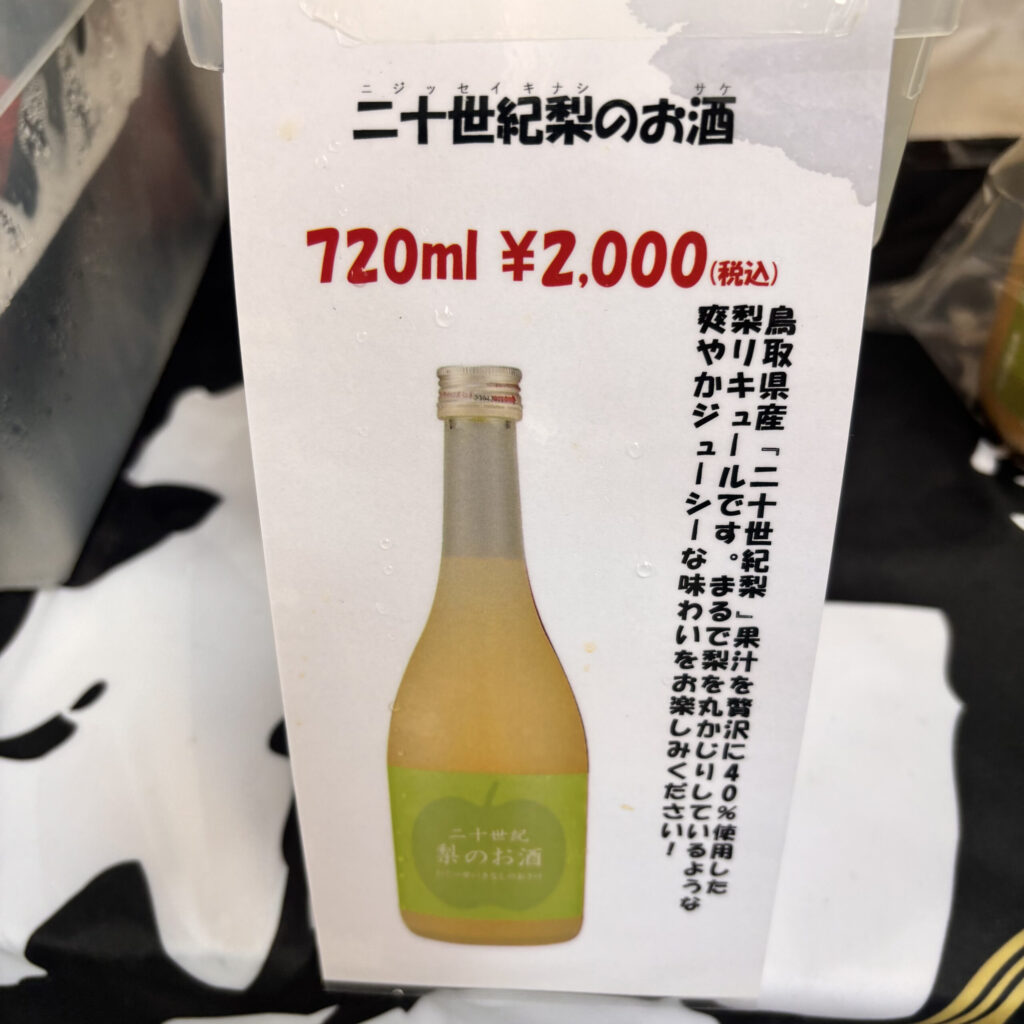 ニジッセイキナシ サケ
二十世紀梨のお酒
720ml ¥2,000(税込)
鳥取県産「二十世紀梨」果汁を贅沢に40%使用した
梨リキュールです。まるで梨を丸かじりしているような
爽やかジューシーな味わいをお楽しみください!
二十世紀
梨のお酒